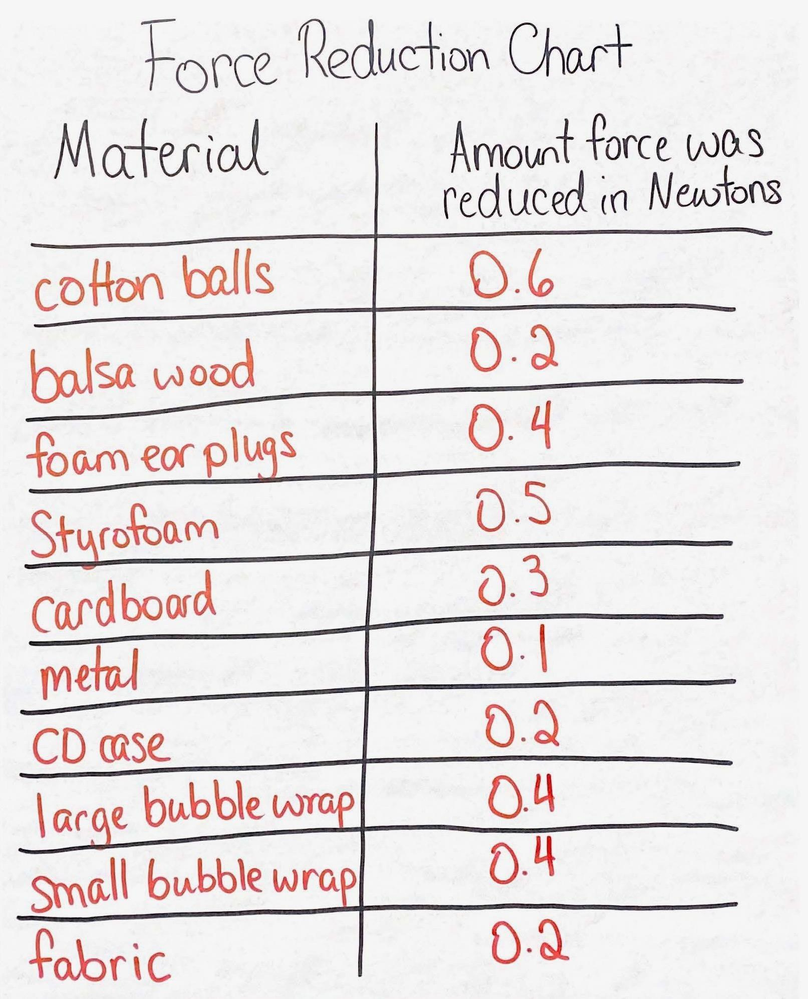 Force Reduction Chart
Material
Amount force was
reduced in Newtons
cotton balls 0.6
balsa wood 0.2
foam ear plugs 0.4
Styrofoam 0.5
cardboard 0.3
metal 0.1
CD case 0.2
large bubble wrap 0.4
small bubble wrap 0.4
fabric 0.2